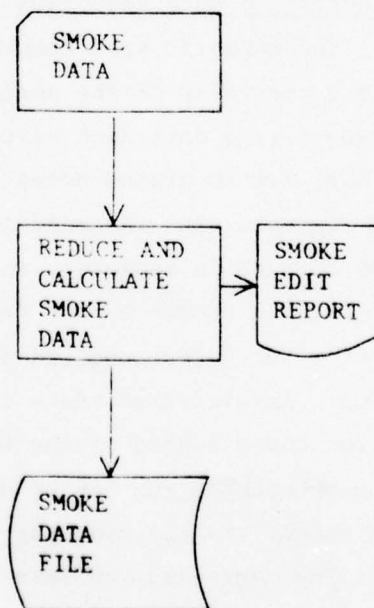 SMOKE
DATA
REDUCE AND
CALCULATE
SMOKE
DATA
SMOKE
EDIT
REPORT
SMOKE
DATA
FILE